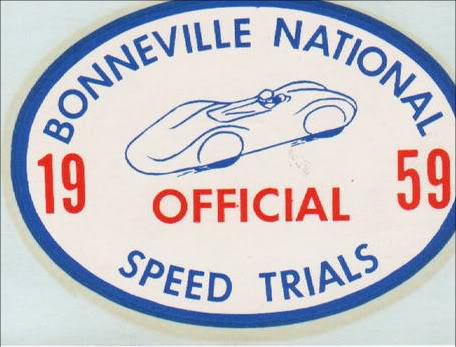 BONNEVILLE NATIONAL
19 59
OFFICIAL
SPEED TRIALS